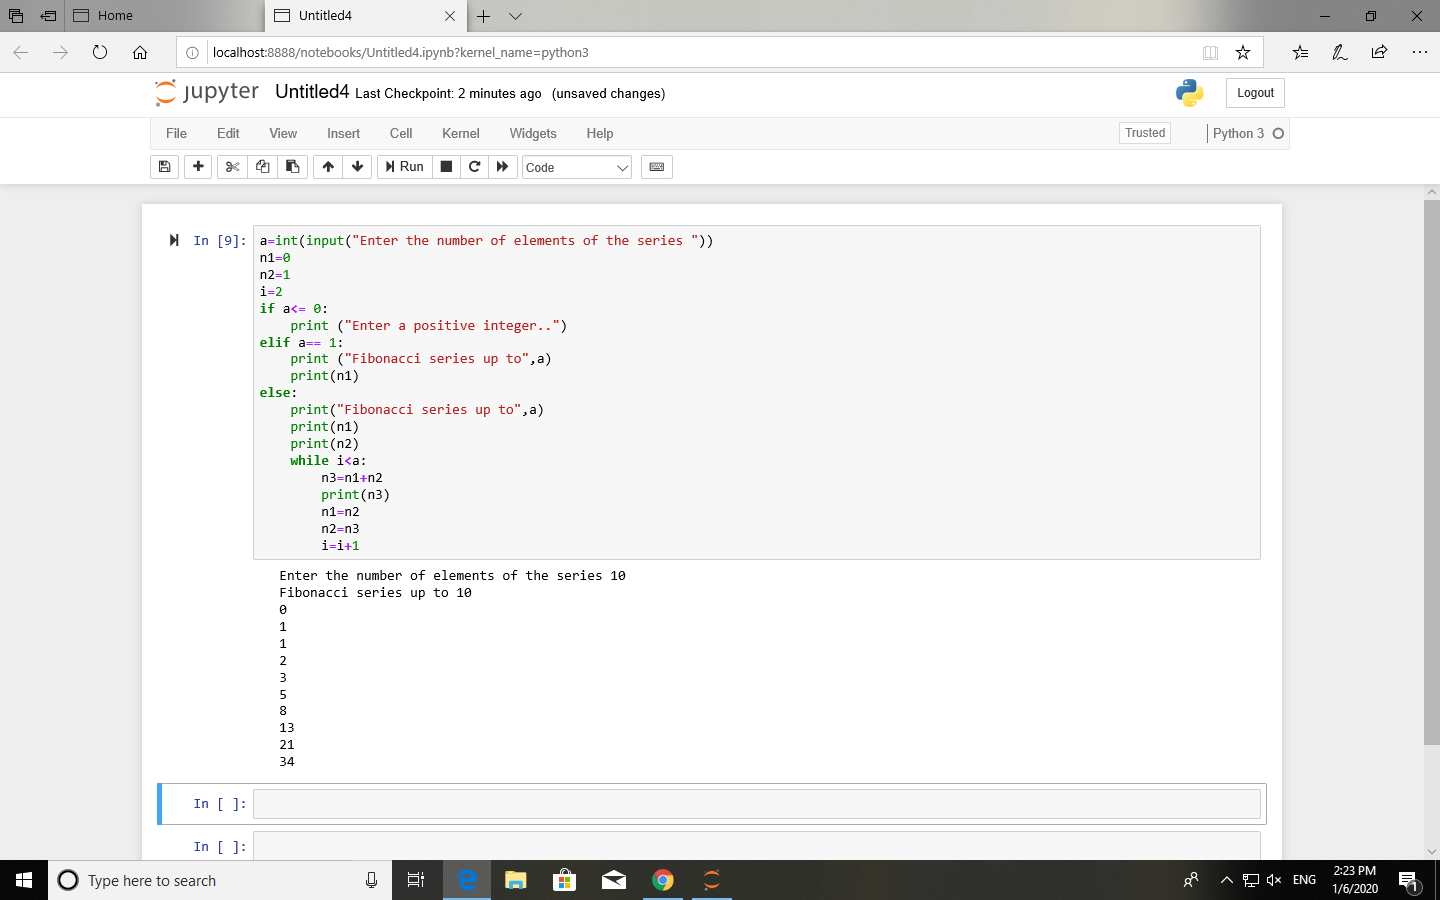 Home
Untitled4
localhost:8888/notebooks/Untitled4.ipynb?kernel_name=python3
jupyter Untitled4 Last Checkpoint: 2 minutes ago (unsaved changes)
Logout
File Edit View Insert Cell Kernel Widgets Help
Trusted
Python 3
Run
Code
In [9]:
a=int(input("Enter the number of elements of the series "))
n1=0
n2=1
i=2
if a<= 0:
    print ("Enter a positive integer..")
elif a== 1:
    print ("Fibonacci series up to",a)
    print(n1)
else:
    print("Fibonacci series up to",a)
    print(n1)
    print(n2)
    while i<a:
        n3=n1+n2
        print(n3)
        n1=n2
        n2=n3
        i=i+1
Enter the number of elements of the series 10
Fibonacci series up to 10
0
1
1
2
3
5
8
13
21
34
In [ ]:
In [ ]:
Type here to search
ENG
2:23 PM
1/6/2020
1